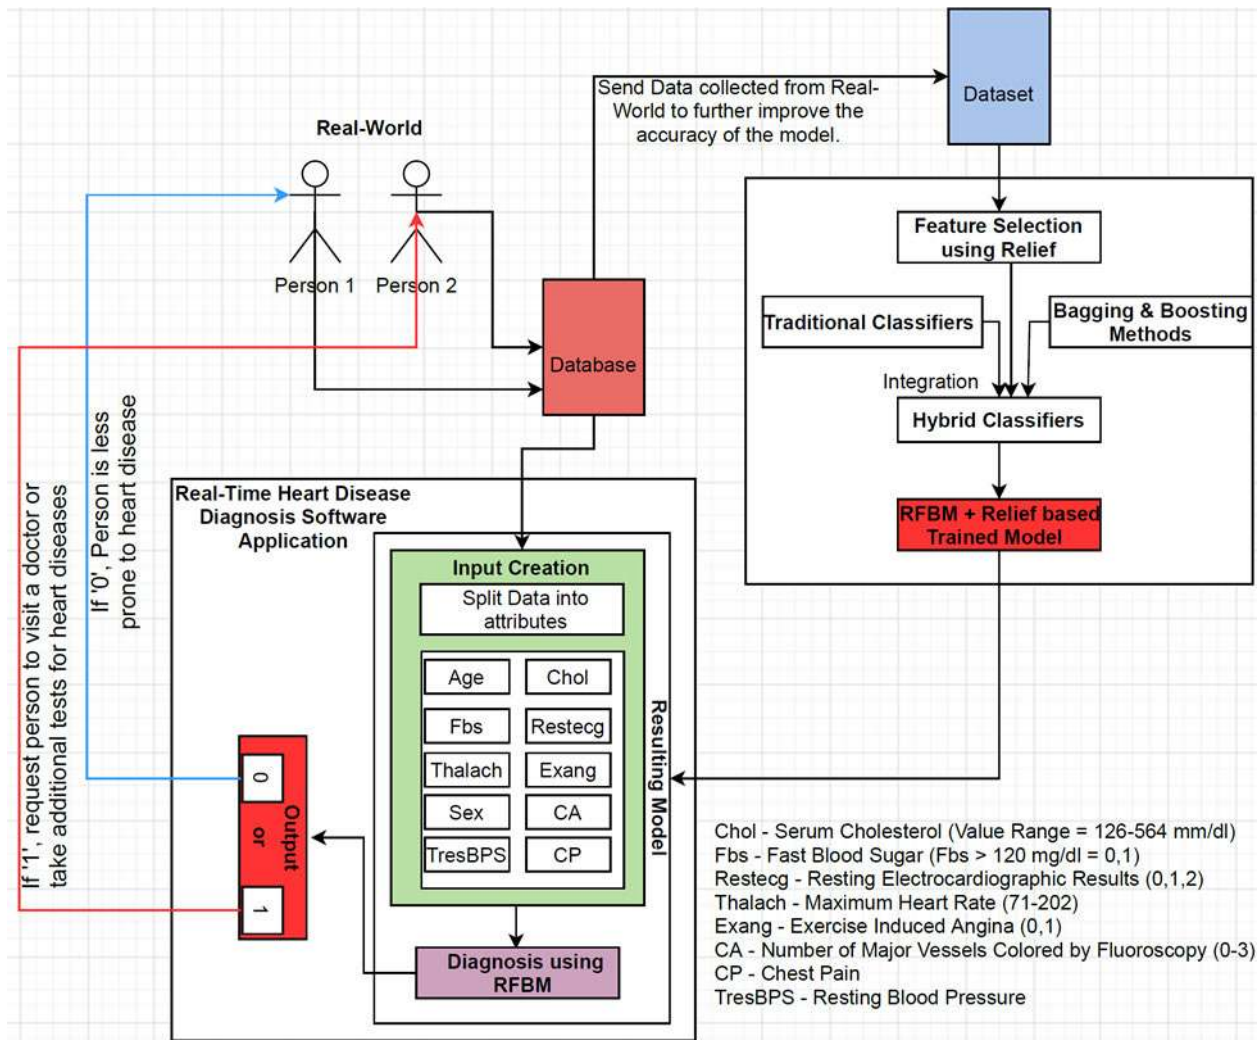 Real-World
Person 1
Person 2
Send Data collected from Real-
World to further improve the
accuracy of the model.
Dataset
Database
Feature Selection
using Relief
Traditional Classifiers
Bagging & Boosting
Methods
Integration
Hybrid Classifiers
RFBM + Relief based
Trained Model
If '1', request person to visit a doctor or
take additional tests for heart diseases
If '0', Person is less
prone to heart disease
Real-Time Heart Disease
Diagnosis Software
Application
Input Creation
Split Data into
attributes
Age
Chol
Fbs
Restecg
Thalach
Exang
Sex
CA
TresBPS
CP
Resulting Model
Diagnosis using
RFBM
Output
0
or
1
Chol - Serum Cholesterol (Value Range = 126-564 mm/dl)
Fbs - Fast Blood Sugar (Fbs > 120 mg/dl = 0,1)
Restecg - Resting Electrocardiographic Results (0,1,2)
Thalach - Maximum Heart Rate (71-202)
Exang - Exercise Induced Angina (0,1)
CA - Number of Major Vessels Colored by Fluoroscopy (0-3)
CP - Chest Pain
TresBPS - Resting Blood Pressure